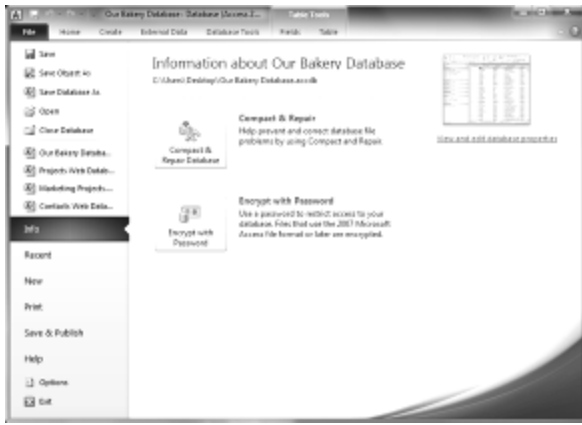 Our Bakery Database : Database (Access 2...
Table Tools
File Home Create External Data Database Tools Fields Table
Save
Save Object As
Save Database As
Open
Close Database
Our Bakery Databa...
Projects Web Datab...
Marketing Projects...
Contacts Web Data...
Info
Recent
New
Print
Save & Publish
Help
Options
Exit
Information about Our Bakery Database
C:\Users\Desktop\Our Bakery Database.accdb
Compact &
Repair Database
Compact & Repair
Help prevent and correct database file
problems by using Compact and Repair.
Encrypt with
Password
Encrypt with Password
Use a password to restrict access to your
database. Files that use the 2007 Microsoft
Access file format or later are encrypted.
View and edit database properties